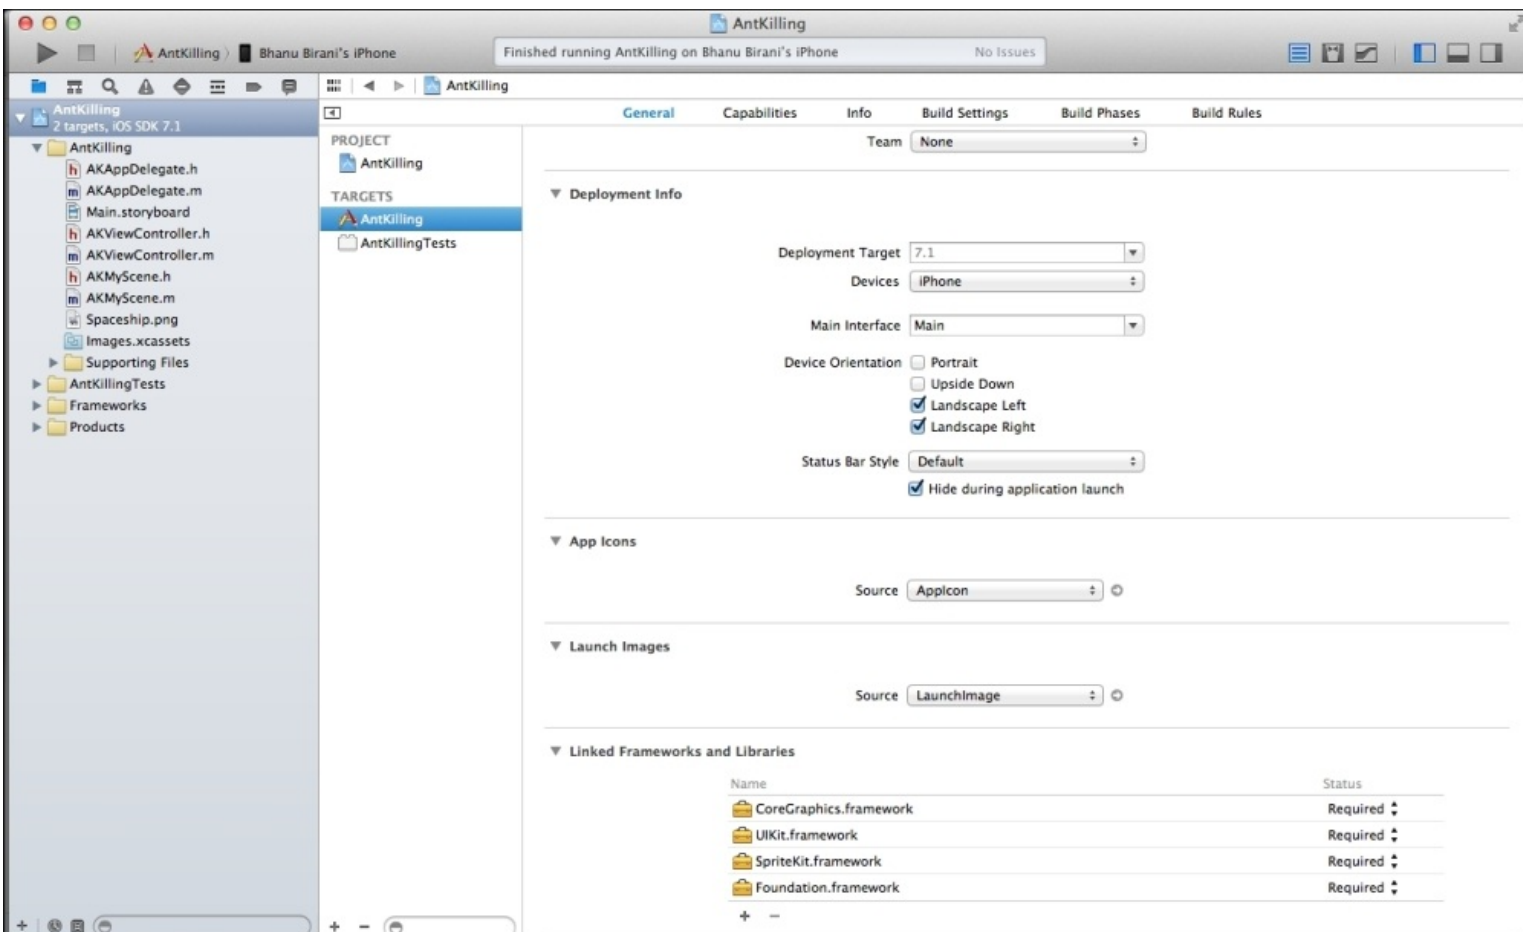 AntKilling
AntKilling
Bhanu Birani's iPhone
Finished running AntKilling on Bhanu Birani's iPhone
No Issues
AntKilling
AntKilling
2 targets, iOS SDK 7.1
AntKilling
AKAppDelegate.h
AKAppDelegate.m
Main.storyboard
AKViewController.h
AKViewController.m
AKMyScene.h
AKMyScene.m
Spaceship.png
Images.xcassets
Supporting Files
AntKillingTests
Frameworks
Products
PROJECT
AntKilling
TARGETS
AntKilling
AntKillingTests
General Capabilities Info Build Settings Build Phases Build Rules
Team None
Deployment Info
Deployment Target 7.1
Devices iPhone
Main Interface Main
Device Orientation Portrait
Upside Down
Landscape Left
Landscape Right
Status Bar Style Default
Hide during application launch
App Icons
Source AppIcon
Launch Images
Source LaunchImage
Linked Frameworks and Libraries
Name Status
CoreGraphics.framework Required
UIKit.framework Required
SpriteKit.framework Required
Foundation.framework Required